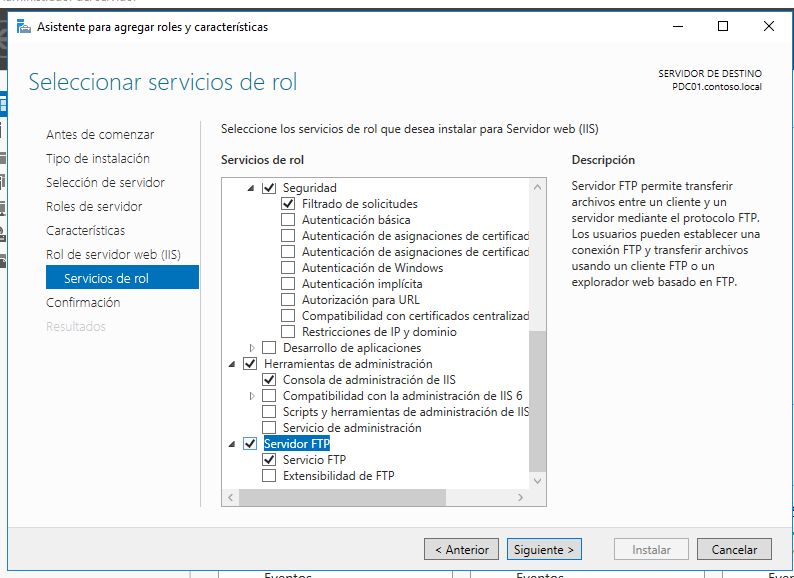 Asistente para agregar roles y características
Seleccionar servicios de rol
SERVIDOR DE DESTINO
PDC01.contoso.local
Antes de comenzar
Tipo de instalación
Selección de servidor
Roles de servidor
Características
Rol de servidor web (IIS)
Servicios de rol
Confirmación
Resultados
Seleccione los servicios de rol que desea instalar para Servidor web (IIS)
Servicios de rol
Seguridad
Filtrado de solicitudes
Autenticación básica
Autenticación de asignaciones de certificad
Autenticación de asignaciones de certificad
Autenticación de Windows
Autenticación implícita
Autorización para URL
Compatibilidad con certificados centralizad
Restricciones de IP y dominio
Desarrollo de aplicaciones
Herramientas de administración
Consola de administración de IIS
Compatibilidad con la administración de IIS 6
Scripts y herramientas de administración de IIS
Servicio de administración
Servidor FTP
Servicio FTP
Extensibilidad de FTP
Descripción
Servidor FTP permite transferir
archivos entre un cliente y un
servidor mediante el protocolo FTP.
Los usuarios pueden establecer una
conexión FTP y transferir archivos
usando un cliente FTP o un
explorador web basado en FTP.
< Anterior
Siguiente >
Instalar
Cancelar
Eventos
Eventos